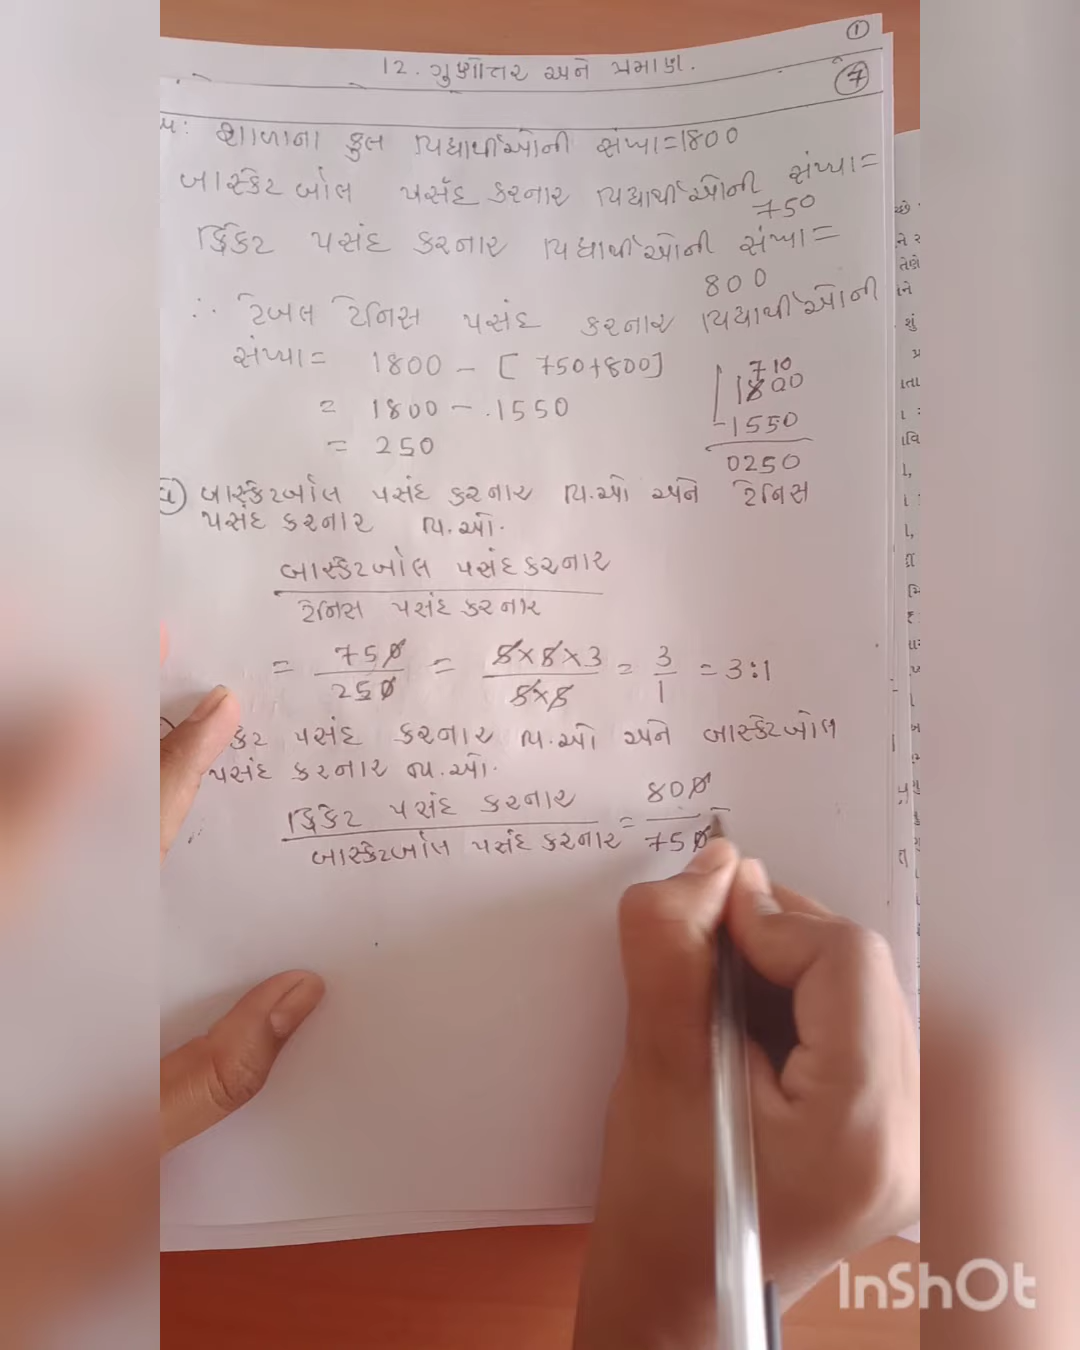 ①
12. ગુણોત્તર અને પ્રમાણ.
⑦
શાળાના કુલ વિદ્યાર્થીઓની સંખ્યા=1800
બાસ્કેટ બોલ પસંદ કરનાર વિદ્યાર્થીઓની સંખ્યા=
750
ક્રિકેટ પસંદ કરનાર વિદ્યાર્થીઓની સંખ્યા=
800
∴ ટેબલ ટેનિસ પસંદ કરનાર વિદ્યાર્થીઓની
સંખ્યા= 1800 - [750+800]
= 1800 - 1550
= 250
7 10
1800
-1550
0250
બાસ્કેટબોલ પસંદ કરનાર વિ.ઓ અને ટેનિસ
પસંદ કરનાર વિ.ઓ.
બાસ્કેટબોલ પસંદ કરનાર
ટેનિસ પસંદ કરનાર
= 750/250 = 5×5×3/5×5 = 3/1 = 3:1
કેટ પસંદ કરનાર વિ.ઓ અને બાસ્કેટબોલ
પસંદ કરનાર વિ.ઓ.
ક્રિકેટ પસંદ કરનાર
બાસ્કેટબોલ પસંદ કરનાર = 800/750
InShOt